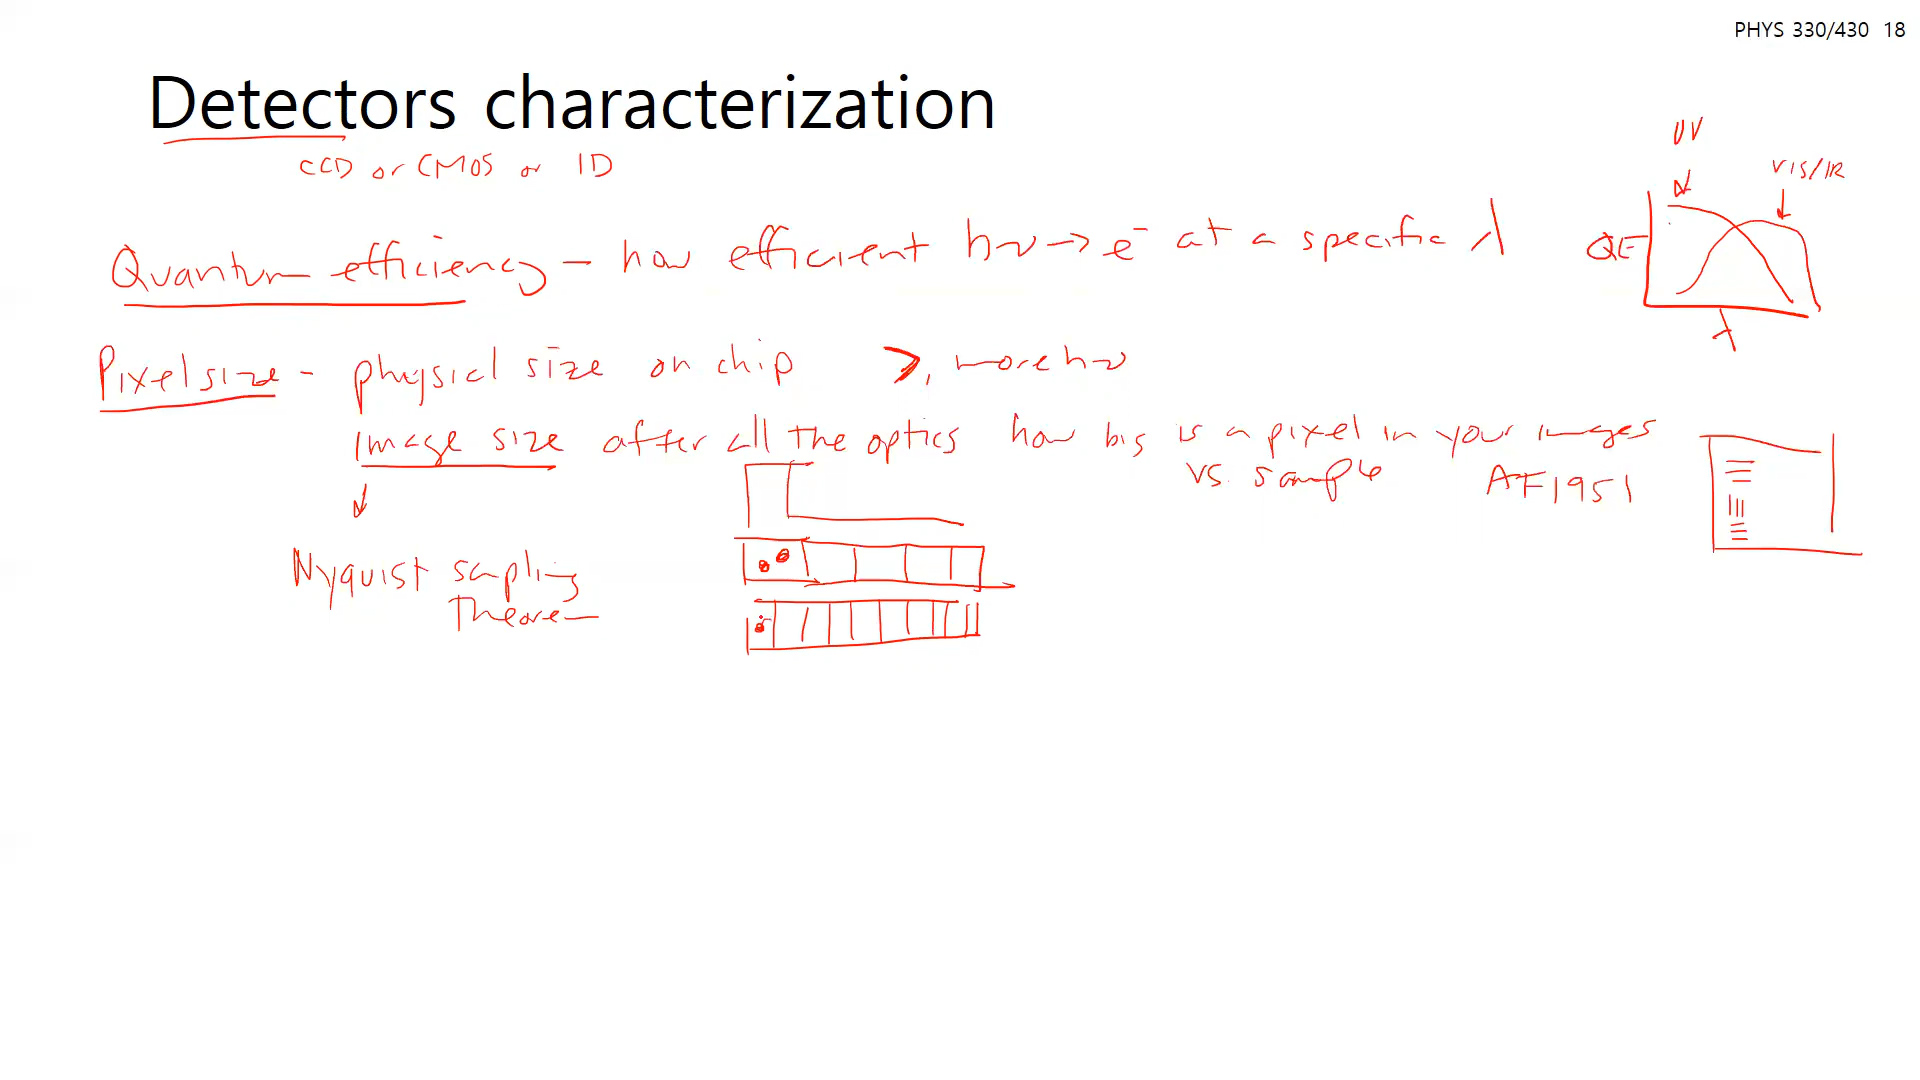 PHYS 330/430 18
Detectors characterization
CCD or CMOS or 1D
UV
VIS/IR
Quantum efficiency – how efficient hν → e⁻ at a specific λ
QE
λ
Pixel size – physical size on chip >, more hν
image size after all the optics how big is a pixel in your images
vs. sample AF1951
Nyquist sampling
Theorem